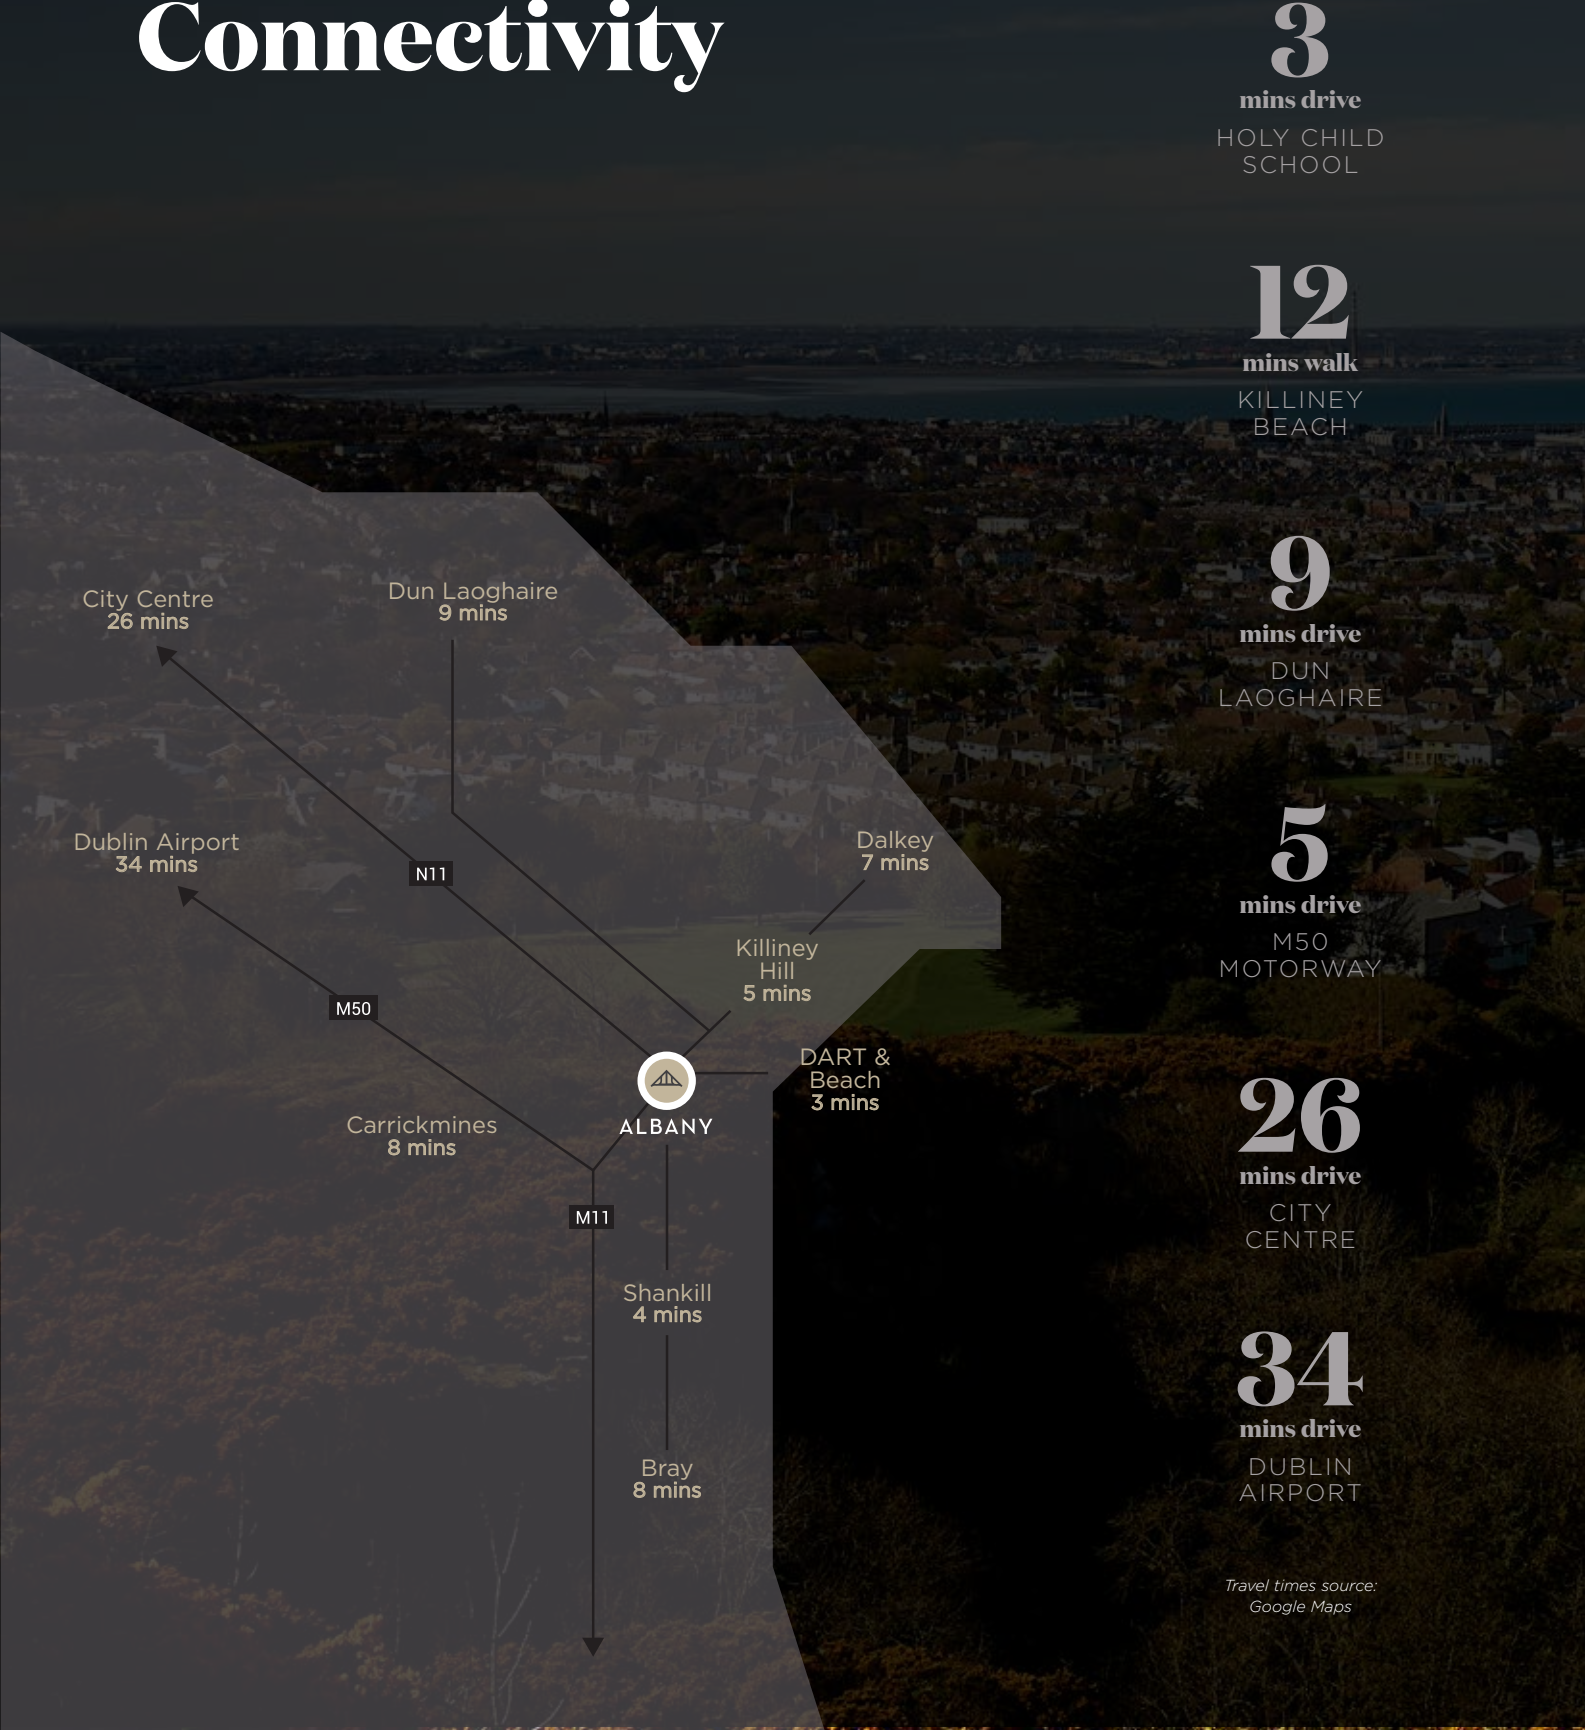 Connectivity
City Centre
26 mins
Dun Laoghaire
9 mins
Dublin Airport
34 mins
N11
Dalkey
7 mins
Killiney
Hill
5 mins
M50
DART &
Beach
3 mins
ALBANY
Carrickmines
8 mins
M11
Shankill
4 mins
Bray
8 mins
3
mins drive
HOLY CHILD
SCHOOL
12
mins walk
KILLINEY
BEACH
9
mins drive
DUN
LAOGHAIRE
5
mins drive
M50
MOTORWAY
26
mins drive
CITY
CENTRE
34
mins drive
DUBLIN
AIRPORT
Travel times source:
Google Maps